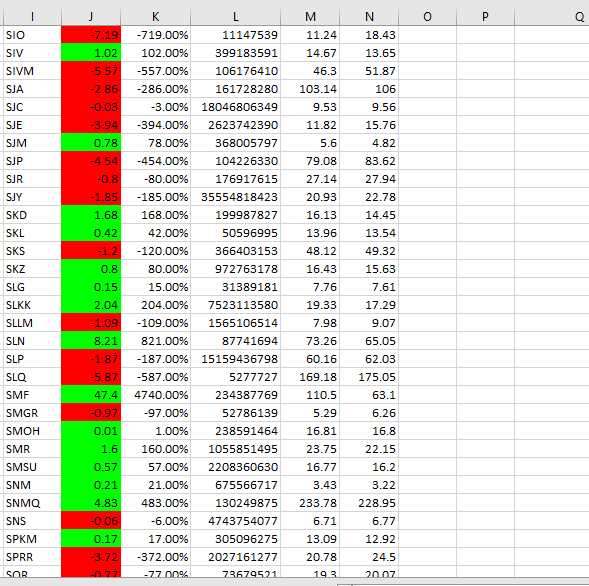 I J K L M N O P Q
SIO -7.19 -719.00% 11147539 11.24 18.43
SIV 1.02 102.00% 399183591 14.67 13.65
SIVM -5.57 -557.00% 106176410 46.3 51.87
SJA -2.86 -286.00% 161728280 103.14 106
SJC -0.03 -3.00% 18046806349 9.53 9.56
SJE -3.94 -394.00% 2623742390 11.82 15.76
SJM 0.78 78.00% 368005797 5.6 4.82
SJP -4.54 -454.00% 104226330 79.08 83.62
SJR -0.8 -80.00% 176917615 27.14 27.94
SJY -1.85 -185.00% 35554818423 20.93 22.78
SKD 1.68 168.00% 199987827 16.13 14.45
SKL 0.42 42.00% 50596995 13.96 13.54
SKS -1.2 -120.00% 366403153 48.12 49.32
SKZ 0.8 80.00% 972763178 16.43 15.63
SLG 0.15 15.00% 31389181 7.76 7.61
SLKK 2.04 204.00% 7523113580 19.33 17.29
SLLM -1.09 -109.00% 1565106514 7.98 9.07
SLN 8.21 821.00% 87741694 73.26 65.05
SLP -1.87 -187.00% 15159436798 60.16 62.03
SLQ -5.87 -587.00% 5277727 169.18 175.05
SMF 47.4 4740.00% 234387769 110.5 63.1
SMGR -0.97 -97.00% 52786139 5.29 6.26
SMOH 0.01 1.00% 238591464 16.81 16.8
SMR 1.6 160.00% 1055851495 23.75 22.15
SMSU 0.57 57.00% 2208360630 16.77 16.2
SNM 0.21 21.00% 675566717 3.43 3.22
SNMQ 4.83 483.00% 130249875 233.78 228.95
SNS -0.06 -6.00% 4743754077 6.71 6.77
SPKM 0.17 17.00% 305096275 13.09 12.92
SPRR -3.72 -372.00% 2027161277 20.78 24.5
SQR -0.77 -77.00% 73679521 19.3 20.07